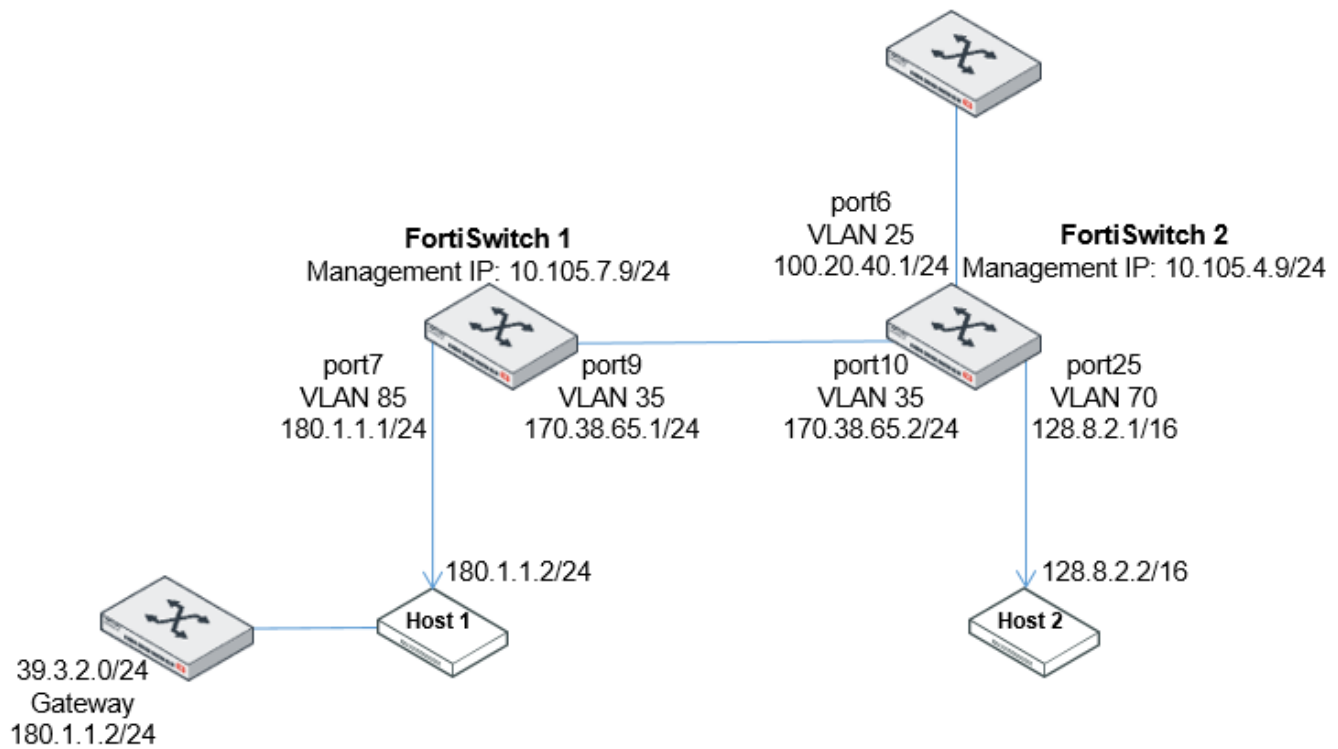 port6
VLAN 25
100.20.40.1/24
FortiSwitch 1
Management IP: 10.105.7.9/24
FortiSwitch 2
Management IP: 10.105.4.9/24
port7
VLAN 85
180.1.1.1/24
port9
VLAN 35
170.38.65.1/24
port10
VLAN 35
170.38.65.2/24
port25
VLAN 70
128.8.2.1/16
180.1.1.2/24
Host 1
128.8.2.2/16
Host 2
39.3.2.0/24
Gateway
180.1.1.2/24